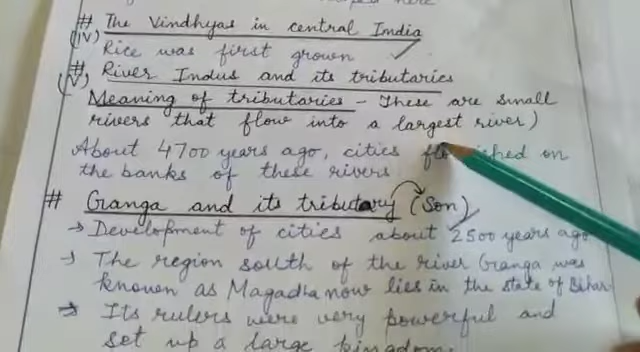 # The Vindhyas in central India
(iv) Rice was first grown
# River Indus and its tributaries
(v) Meaning of tributaries - These are small
rivers that flow into a largest river)
About 4700 years ago, cities on
the banks of these rivers
# Ganga and its tributary (Son)
→ Development of cities about 2500 years ago
→ The region south of the river Ganga was
known as Magadha now lies in the state of Bihar
→ Its rulers were very powerful and
set up a large kingdom.